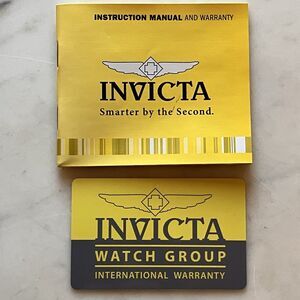 INSTRUCTION MANUAL AND WARRANTY
INVICTA
Smarter by the Second.
INVICTA
WATCH GROUP
INTERNATIONAL WARRANTY